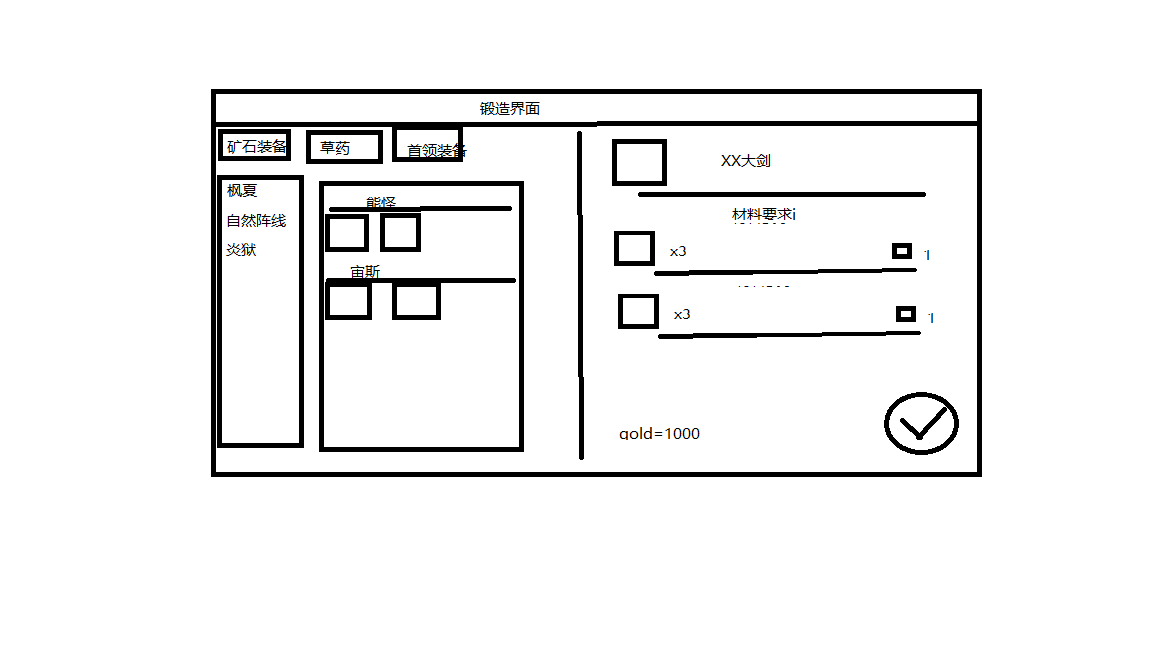 锻造界面
矿石装备
草药
首领装备
枫夏
自然阵线
炎狱
熊怪
宙斯
XX大剑
材料要求i
x3
x3
gold=1000